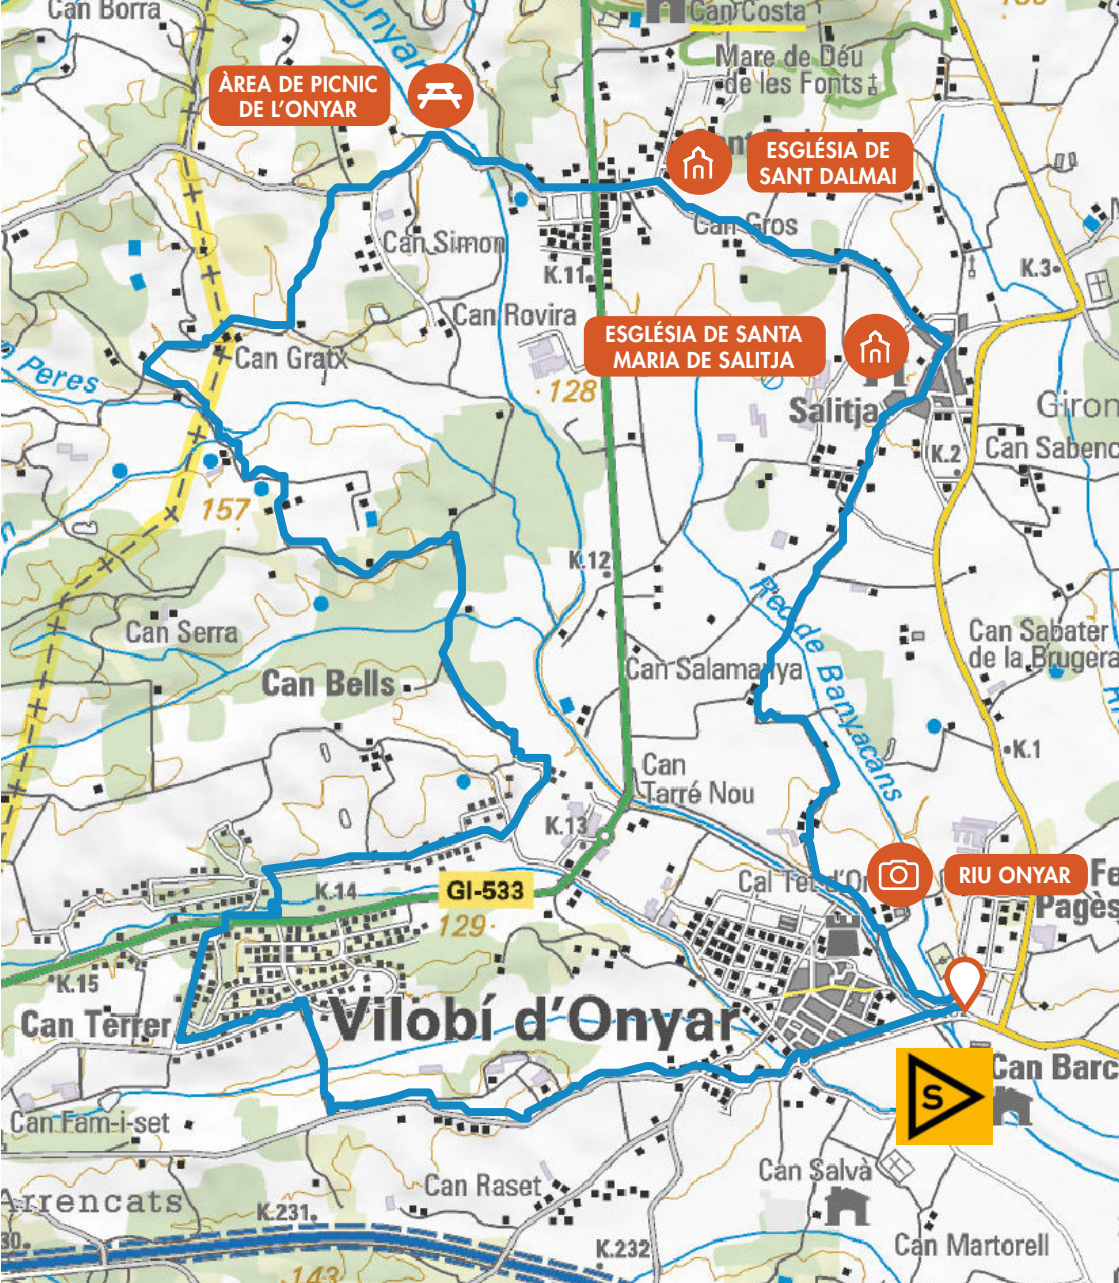 Can Borra
Onyar
Can Costa
Mare de Déu
de les Fonts
ÀREA DE PICNIC
DE L'ONYAR
ESGLÉSIA DE
SANT DALMAI
Can Simon
Can Gros
K.11
K.3
Can Rovira
ESGLÉSIA DE SANTA
MARIA DE SALITJA
Can Gratx
Peres
128
Salitja
Giron
K.2
Can Sabenc
157
K.12
Rec de Banyacans
Can Serra
Can Sabater
de la Brugera
Can Salamanya
Can Bells
K.1
Can
Tarré Nou
K.13
RIU ONYAR
Fe
Pagès
K.14
GI-533
129
K.15
Can Terrer
Vilobí d'Onyar
Can Barc
S
Can Fam-i-set
Can Salvà
Can Raset
Arrencats
K.231
30.
K.232
Can Martorell
143